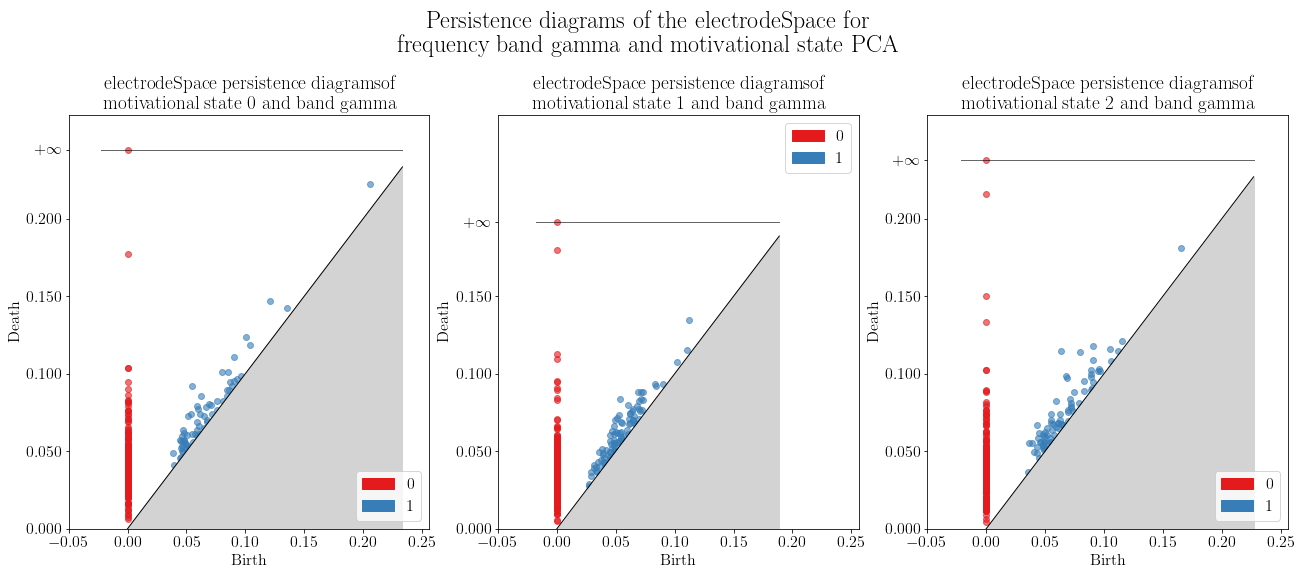 Persistence diagrams of the electrodeSpace for
frequency band gamma and motivational state PCA
electrodeSpace persistence diagramsof
motivational state 0 and band gamma
+∞
0.200
0.150
0.100
0.050
0.000
Death
−0.05 0.00 0.05 0.10 0.15 0.20 0.25
Birth
0
1
electrodeSpace persistence diagramsof
motivational state 1 and band gamma
+∞
0.150
0.100
0.050
0.000
Death
−0.05 0.00 0.05 0.10 0.15 0.20 0.25
Birth
0
1
electrodeSpace persistence diagramsof
motivational state 2 and band gamma
+∞
0.200
0.150
0.100
0.050
0.000
Death
−0.05 0.00 0.05 0.10 0.15 0.20 0.25
Birth
0
1